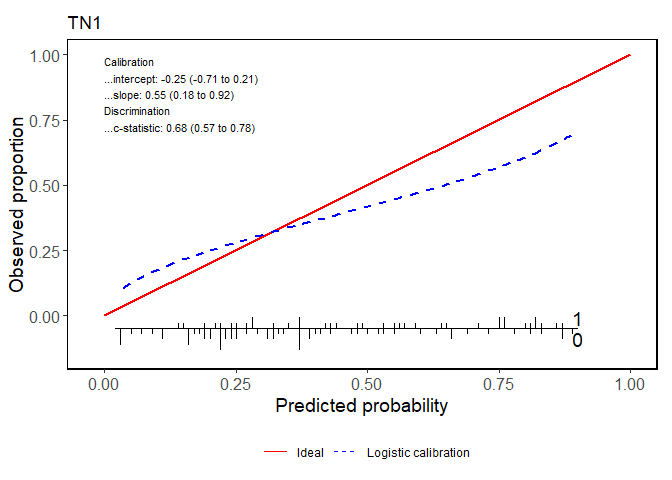 TN1
Calibration
...intercept: -0.25 (-0.71 to 0.21)
...slope: 0.55 (0.18 to 0.92)
Discrimination
...c-statistic: 0.68 (0.57 to 0.78)
Observed proportion
1.00
0.75
0.50
0.25
0.00
1
0
0.00 0.25 0.50 0.75 1.00
Predicted probability
Ideal Logistic calibration